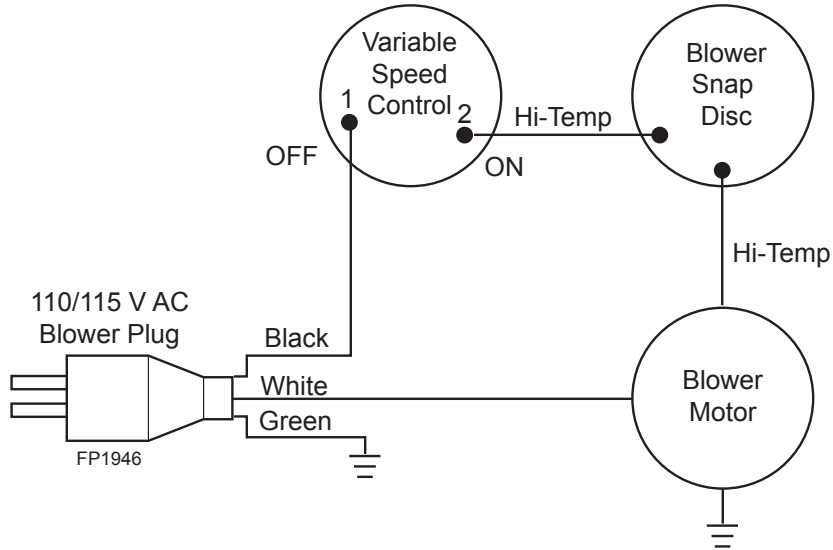 Variable
Speed
Control
1
2
OFF
ON
Hi-Temp
Blower
Snap
Disc
Hi-Temp
110/115 V AC
Blower Plug
Black
White
Green
FP1946
Blower
Motor